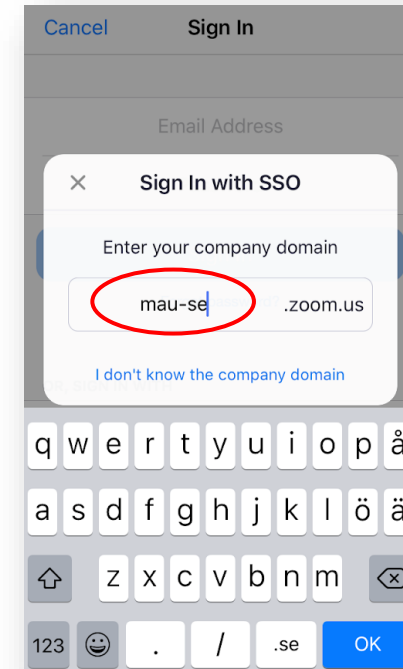 Cancel Sign In
Email Address
Sign In with SSO
Enter your company domain
mau-se .zoom.us
I don't know the company domain
q w e r t y u i o p å
a s d f g h j k l ö ä
z x c v b n m
123 . / .se OK